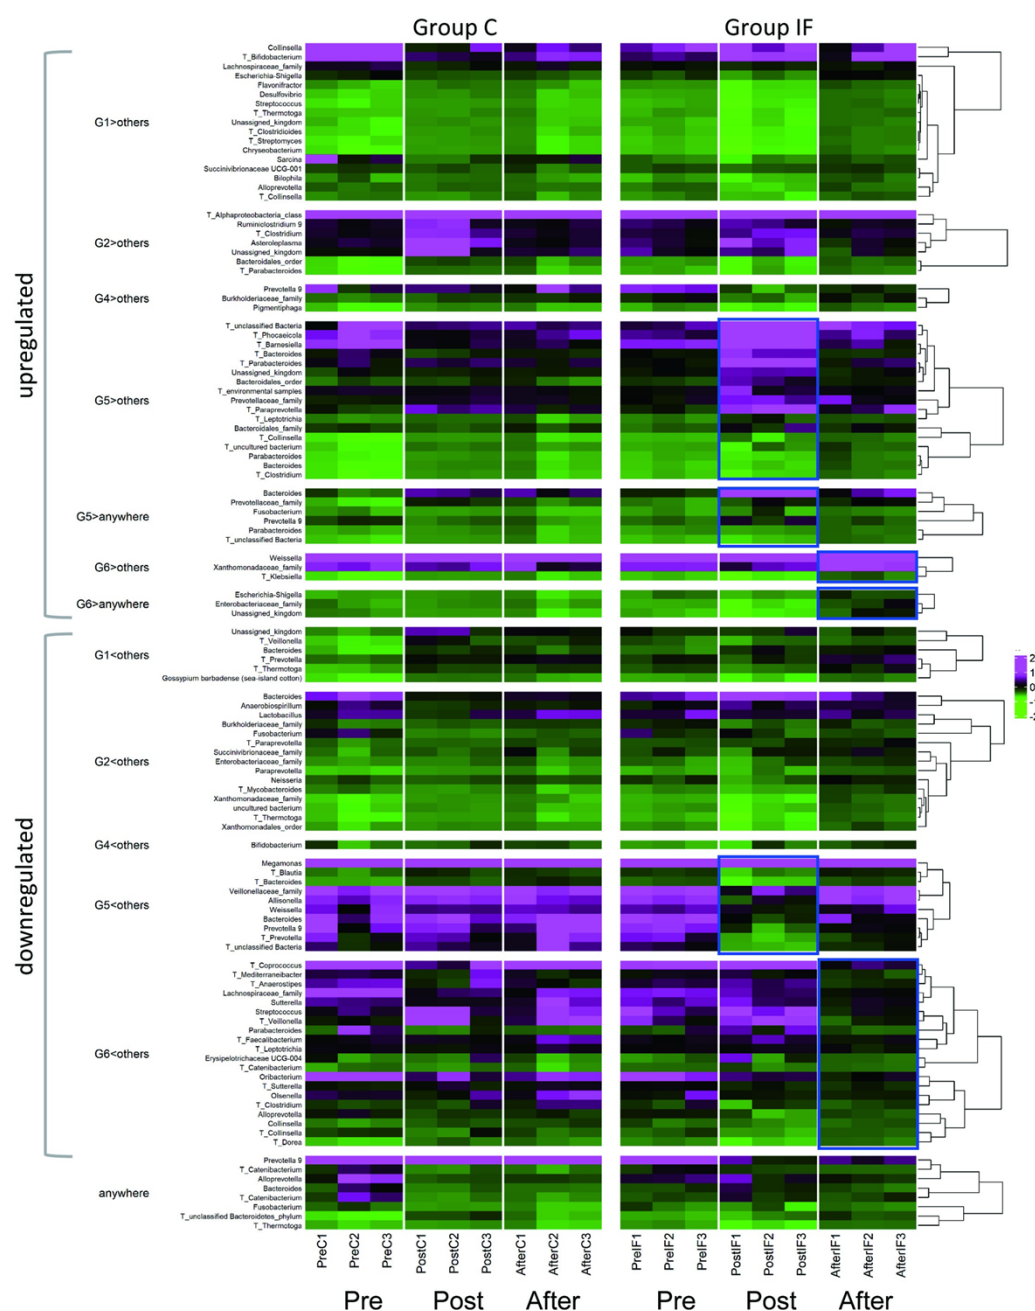 Group C
Group IF
upregulated
G1>others
Collinsella
T_Bifidobacterium
Lachnospiraceae_family
Escherichia-Shigella
Flavonifractor
Desulfovibrio
Streptococcus
T_Thermotoga
Unassigned_kingdom
T_Clostridioides
T_Streptomyces
Chryseobacterium
Sarcina
Succinivibrionaceae UCG-001
Bilophila
Alloprevotella
T_Collinsella
G2>others
T_Alphaproteobacteria_class
Ruminiclostridium 9
T_Clostridium
Asteroleplasma
Unassigned_kingdom
Bacteroidales_order
T_Parabacteroides
G4>others
Prevotella 9
Burkholderiaceae_family
Pigmentiphaga
G5>others
T_unclassified Bacteria
T_Phocaeicola
T_Barnesiella
T_Bacteroides
T_Parabacteroides
Unassigned_kingdom
Bacteroidales_order
T_environmental samples
Prevotellaceae_family
T_Paraprevotella
T_Leptotrichia
Bacteroidales_family
T_Collinsella
T_uncultured bacterium
Parabacteroides
Bacteroides
T_Clostridium
G5>anywhere
Bacteroides
Prevotellaceae_family
Fusobacterium
Prevotella 9
Parabacteroides
T_unclassified Bacteria
G6>others
Weissella
Xanthomonadaceae_family
T_Klebsiella
G6>anywhere
Escherichia-Shigella
Enterobacteriaceae_family
Unassigned_kingdom
downregulated
G1<others
Unassigned_kingdom
T_Veillonella
Bacteroides
T_Prevotella
T_Thermotoga
Gossypium barbadense (sea-island cotton)
G2<others
Bacteroides
Anaerobiospirillum
Lactobacillus
Burkholderiaceae_family
Fusobacterium
T_Paraprevotella
Succinivibrionaceae_family
Enterobacteriaceae_family
Paraprevotella
Neisseria
T_Mycobacteroides
Xanthomonadaceae_family
uncultured bacterium
T_Thermotoga
Xanthomonadales_order
G4<others
Bifidobacterium
G5<others
Megamonas
T_Blautia
T_Bacteroides
Veillonellaceae_family
Allisonella
Weissella
Bacteroides
Prevotella 9
T_Prevotella
T_unclassified Bacteria
G6<others
T_Coprococcus
T_Mediterraneibacter
T_Anaerostipes
Lachnospiraceae_family
Sutterella
Streptococcus
T_Veillonella
Parabacteroides
T_Faecalibacterium
T_Leptotrichia
Erysipelotrichaceae UCG-004
T_Catenibacterium
Oribacterium
T_Sutterella
Olsenella
T_Clostridium
Alloprevotella
Collinsella
T_Collinsella
T_Dorea
anywhere
Prevotella 9
T_Catenibacterium
Alloprevotella
Bacteroides
T_Catenibacterium
Fusobacterium
T_unclassified Bacteroidetes_phylum
T_Thermotoga
2
1
0
-2
PreC1
PreC2
PreC3
PostC1
PostC2
PostC3
AfterC1
AfterC2
AfterC3
PreIF1
PreIF2
PreIF3
PostIF1
PostIF2
PostIF3
AfterIF1
AfterIF2
AfterIF3
Pre
Post
After
Pre
Post
After